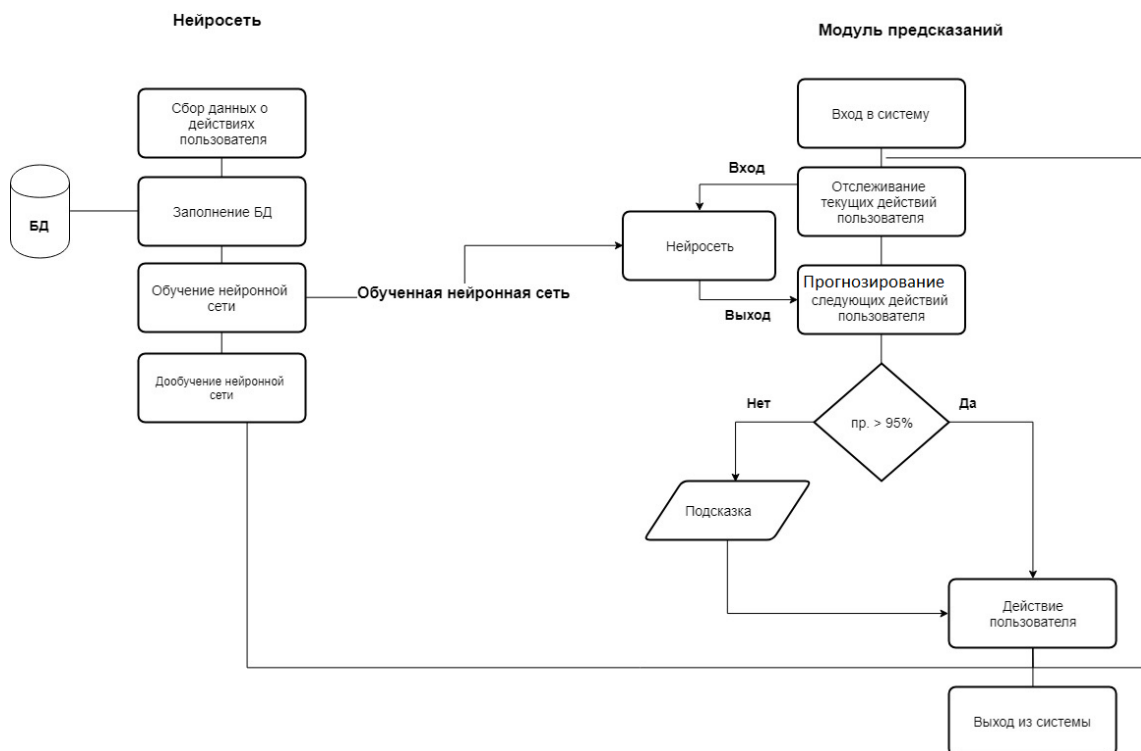 Нейросеть
Сбор данных о
действиях
пользователя
БД
Заполнение БД
Обучение нейронной
сети
Обученная нейронная сеть
Дообучение нейронной
сети
Модуль предсказаний
Вход в систему
Вход
Отслеживание
текущих действий
пользователя
Нейросеть
Выход
Прогнозирование
следующих действий
пользователя
Нет
пр. > 95%
Да
Подсказка
Действие
пользователя
Выход из системы